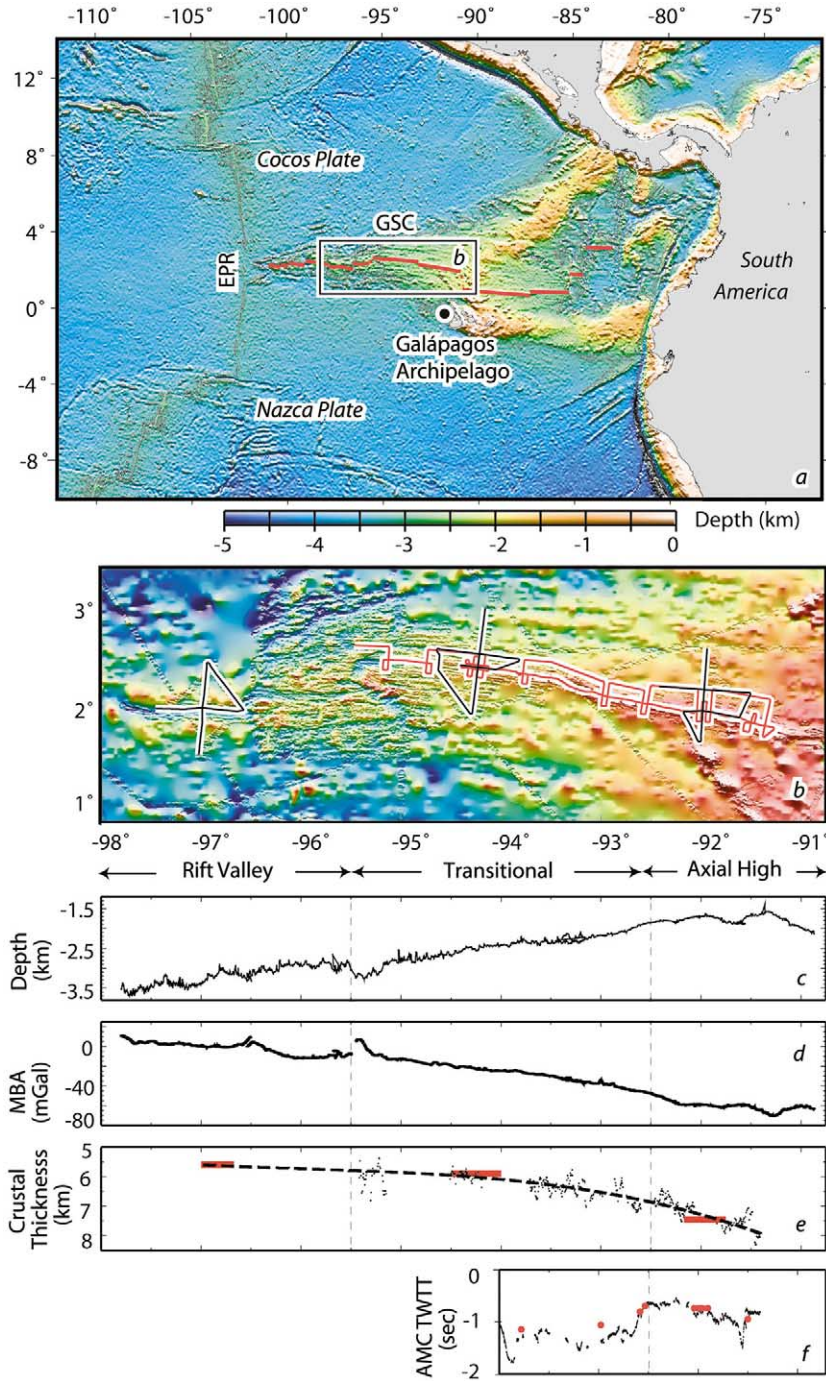 -110° -105° -100° -95° -90° -85° -80° -75°
12°
8°
4°
0°
-4°
-8°
Cocos Plate
GSC
b
EPR
South
America
Galápagos
Archipelago
Nazca Plate
a
Depth (km)
-5 -4 -3 -2 -1 0
3°
2°
1°
b
-98 -97 -96 -95 -94 -93 -92 -91
Rift Valley Transitional Axial High
Depth
(km)
-1.5
-2.5
-3.5
c
MBA
(mGal)
0
-40
-80
d
Crustal
Thicknesss
(km)
5
6
7
8
e
AMC TWTT
(sec)
0
-1
-2
f